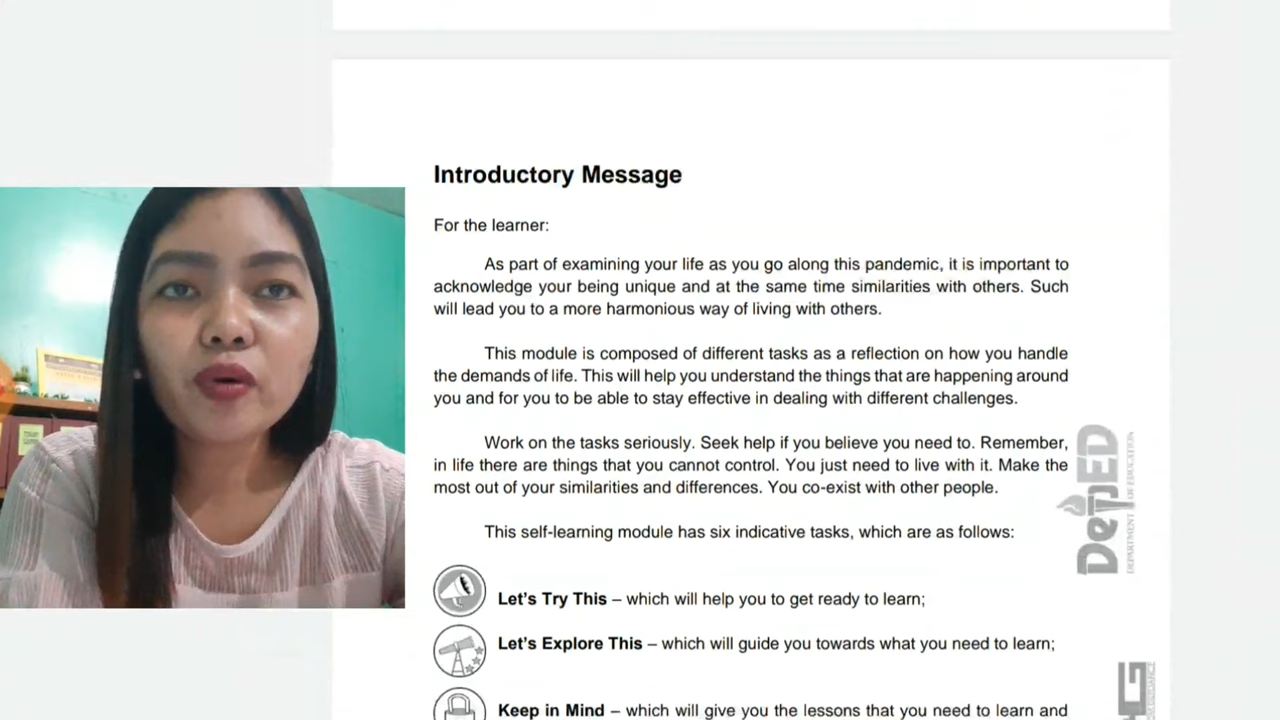 Introductory Message
For the learner:
As part of examining your life as you go along this pandemic, it is important to
acknowledge your being unique and at the same time similarities with others. Such
will lead you to a more harmonious way of living with others.
This module is composed of different tasks as a reflection on how you handle
the demands of life. This will help you understand the things that are happening around
you and for you to be able to stay effective in dealing with different challenges.
Work on the tasks seriously. Seek help if you believe you need to. Remember,
in life there are things that you cannot control. You just need to live with it. Make the
most out of your similarities and differences. You co-exist with other people.
This self-learning module has six indicative tasks, which are as follows:
Let's Try This – which will help you to get ready to learn;
Let's Explore This – which will guide you towards what you need to learn;
Keep in Mind – which will give you the lessons that you need to learn and
DepED
DEPARTMENT OF EDUCATION